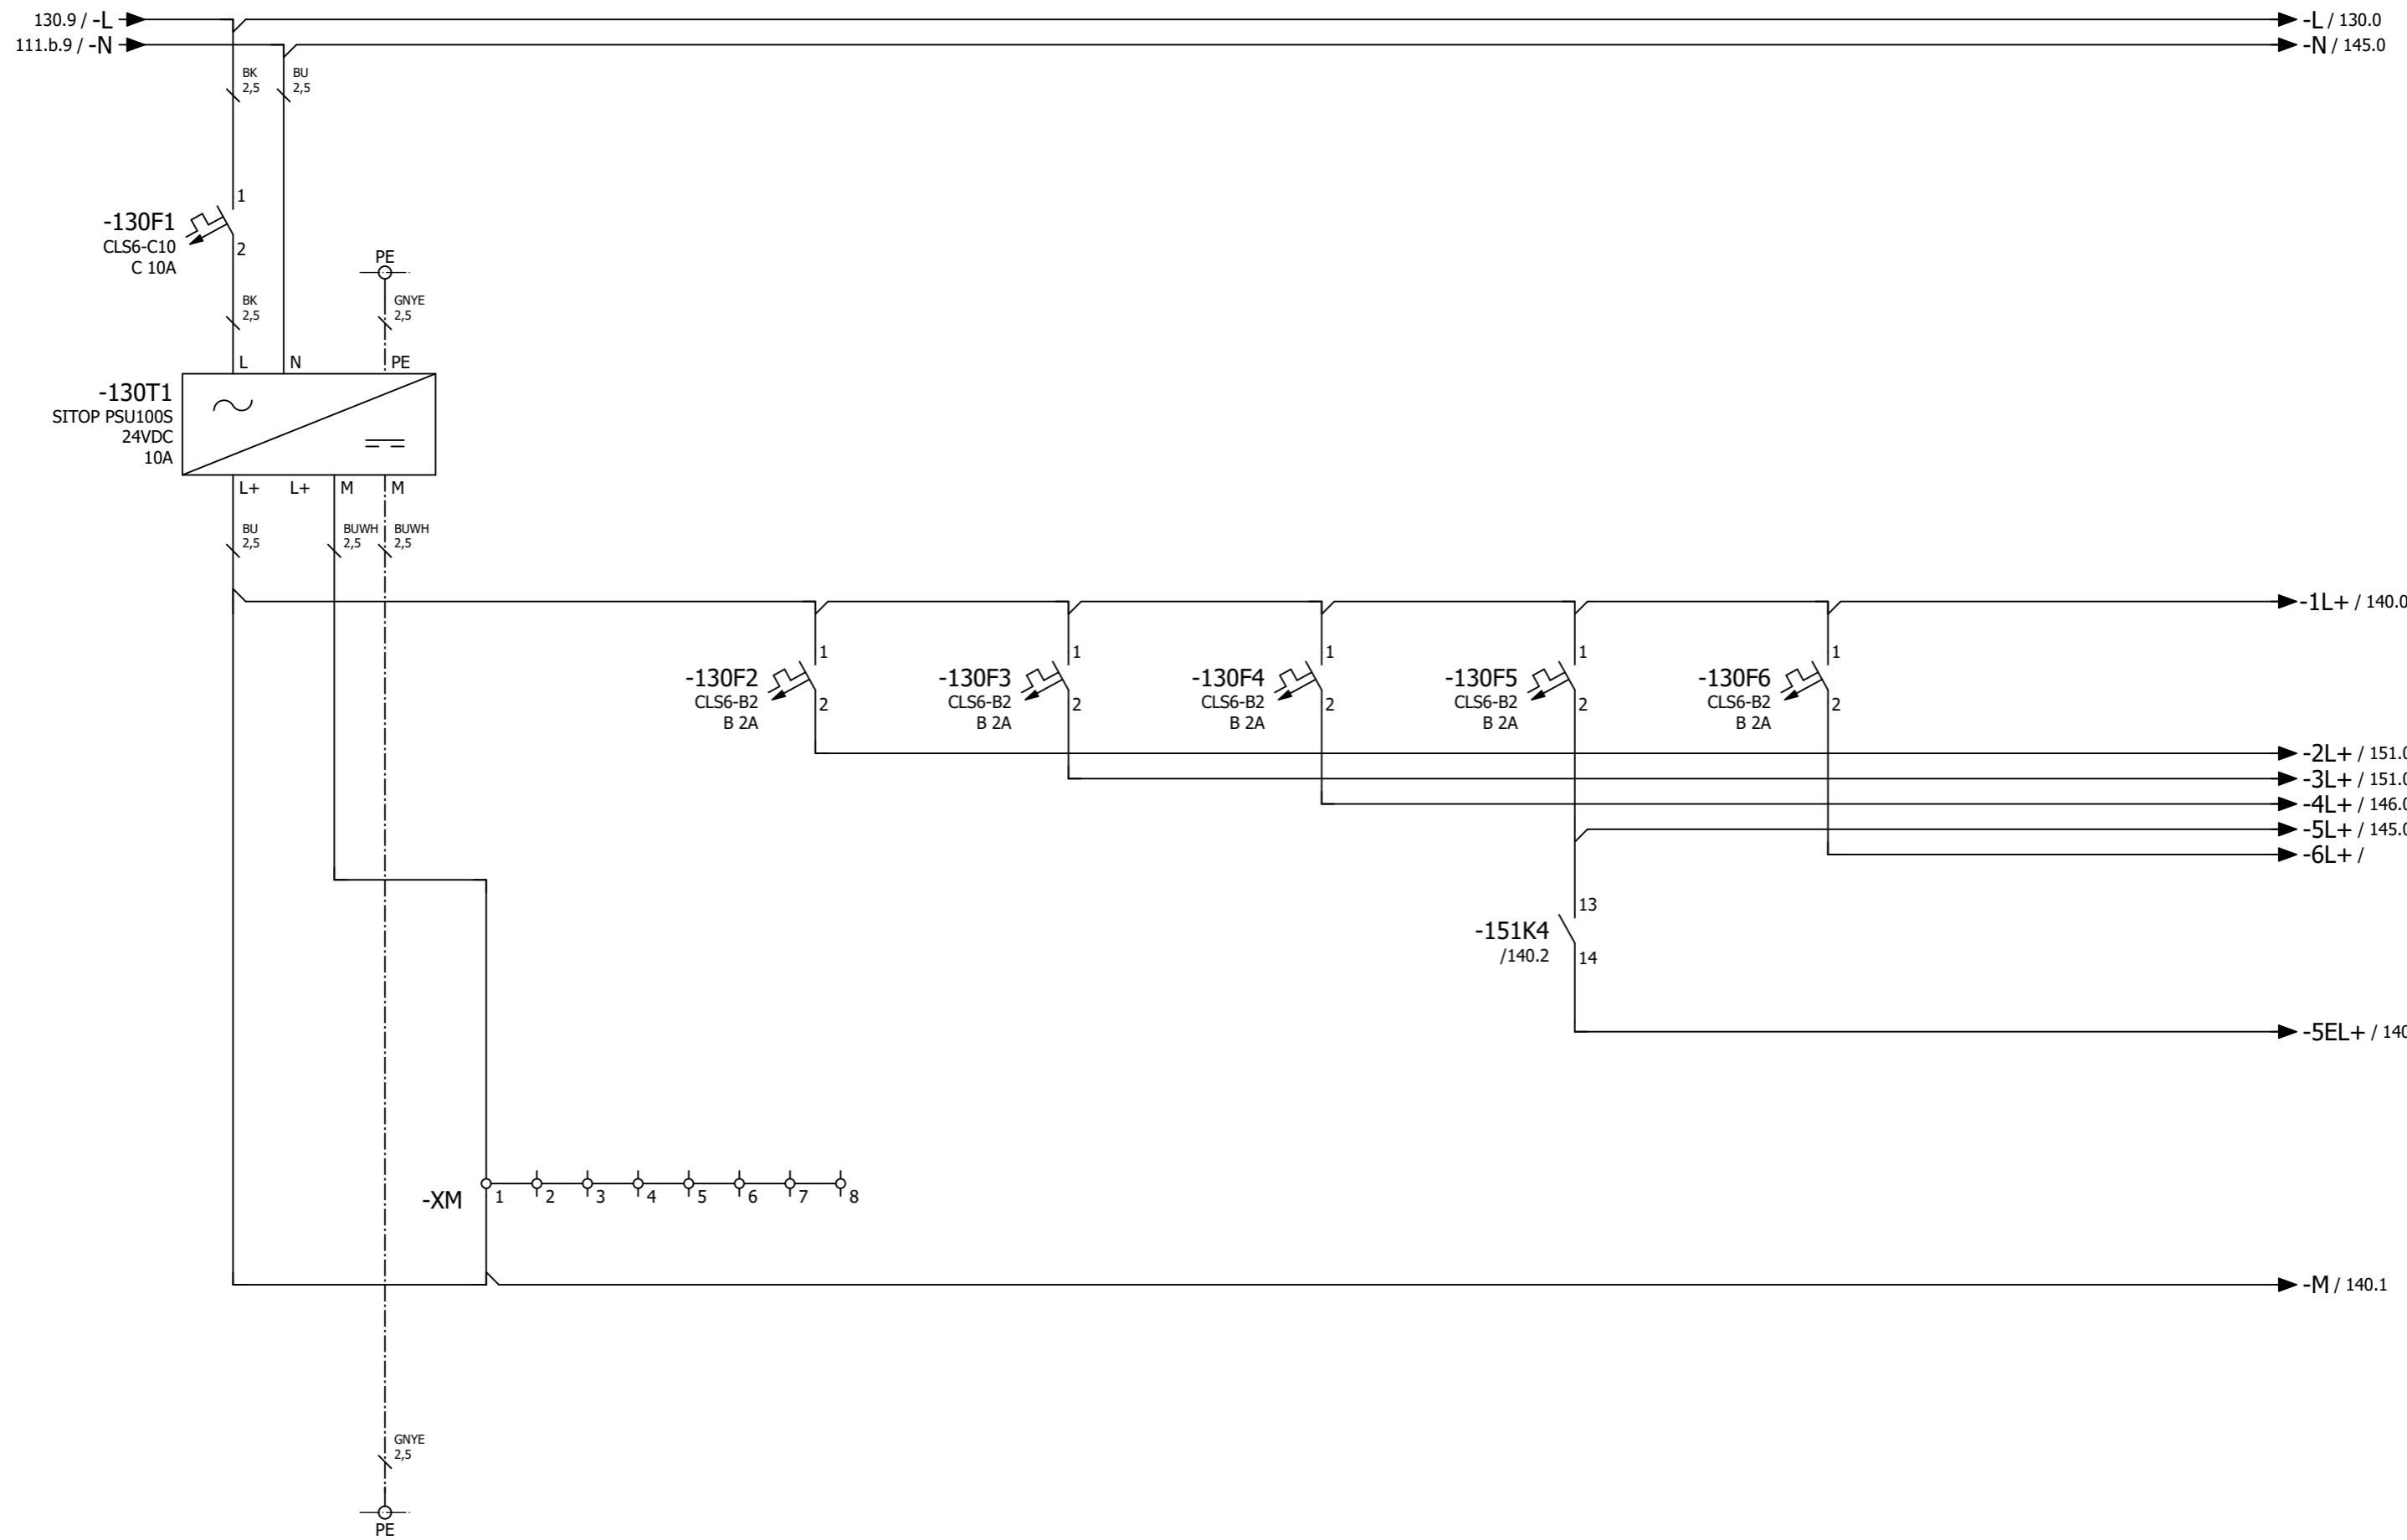 130.9 / -L
-L / 130.0
111.b.9 / -N
-N / 145.0
BK
2,5
BU
2,5
1
-130F1
CLS6-C10
C 10A
2
PE
BK
2,5
GNYE
2,5
L
N
PE
-130T1
SITOP PSU100S
24VDC
10A
L+
L+
M
M
BU
2,5
BUWH
2,5
BUWH
2,5
-1L+ / 140.0
1
-130F2
CLS6-B2
B 2A
2
1
-130F3
CLS6-B2
B 2A
2
1
-130F4
CLS6-B2
B 2A
2
1
-130F5
CLS6-B2
B 2A
2
1
-130F6
CLS6-B2
B 2A
2
-2L+ / 151.0
-3L+ / 151.0
-4L+ / 146.0
-5L+ / 145.0
-6L+ /
13
-151K4
/140.2
14
-5EL+ / 140
-XM
1 2 3 4 5 6 7 8
-M / 140.1
GNYE
2,5
PE